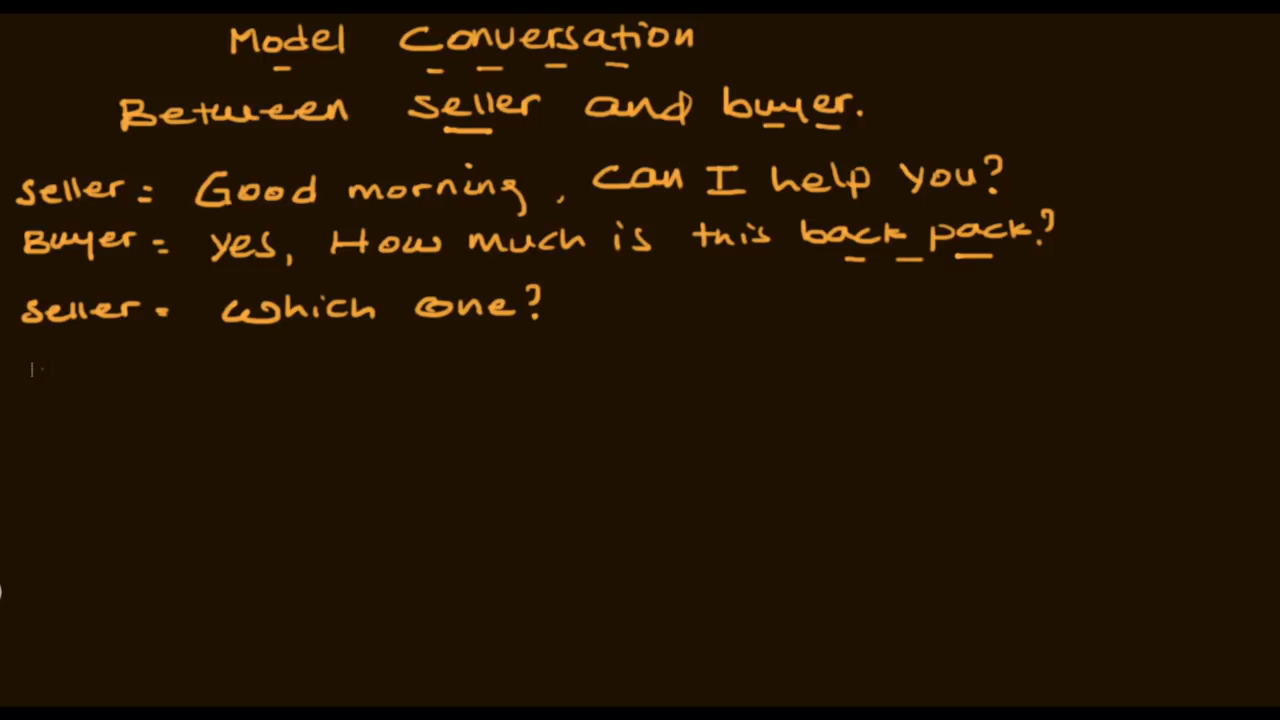 Model Conversation
Between seller and buyer.
seller = Good morning, Can I help you?
Buyer = yes, How much is this back pack?
seller = which one?